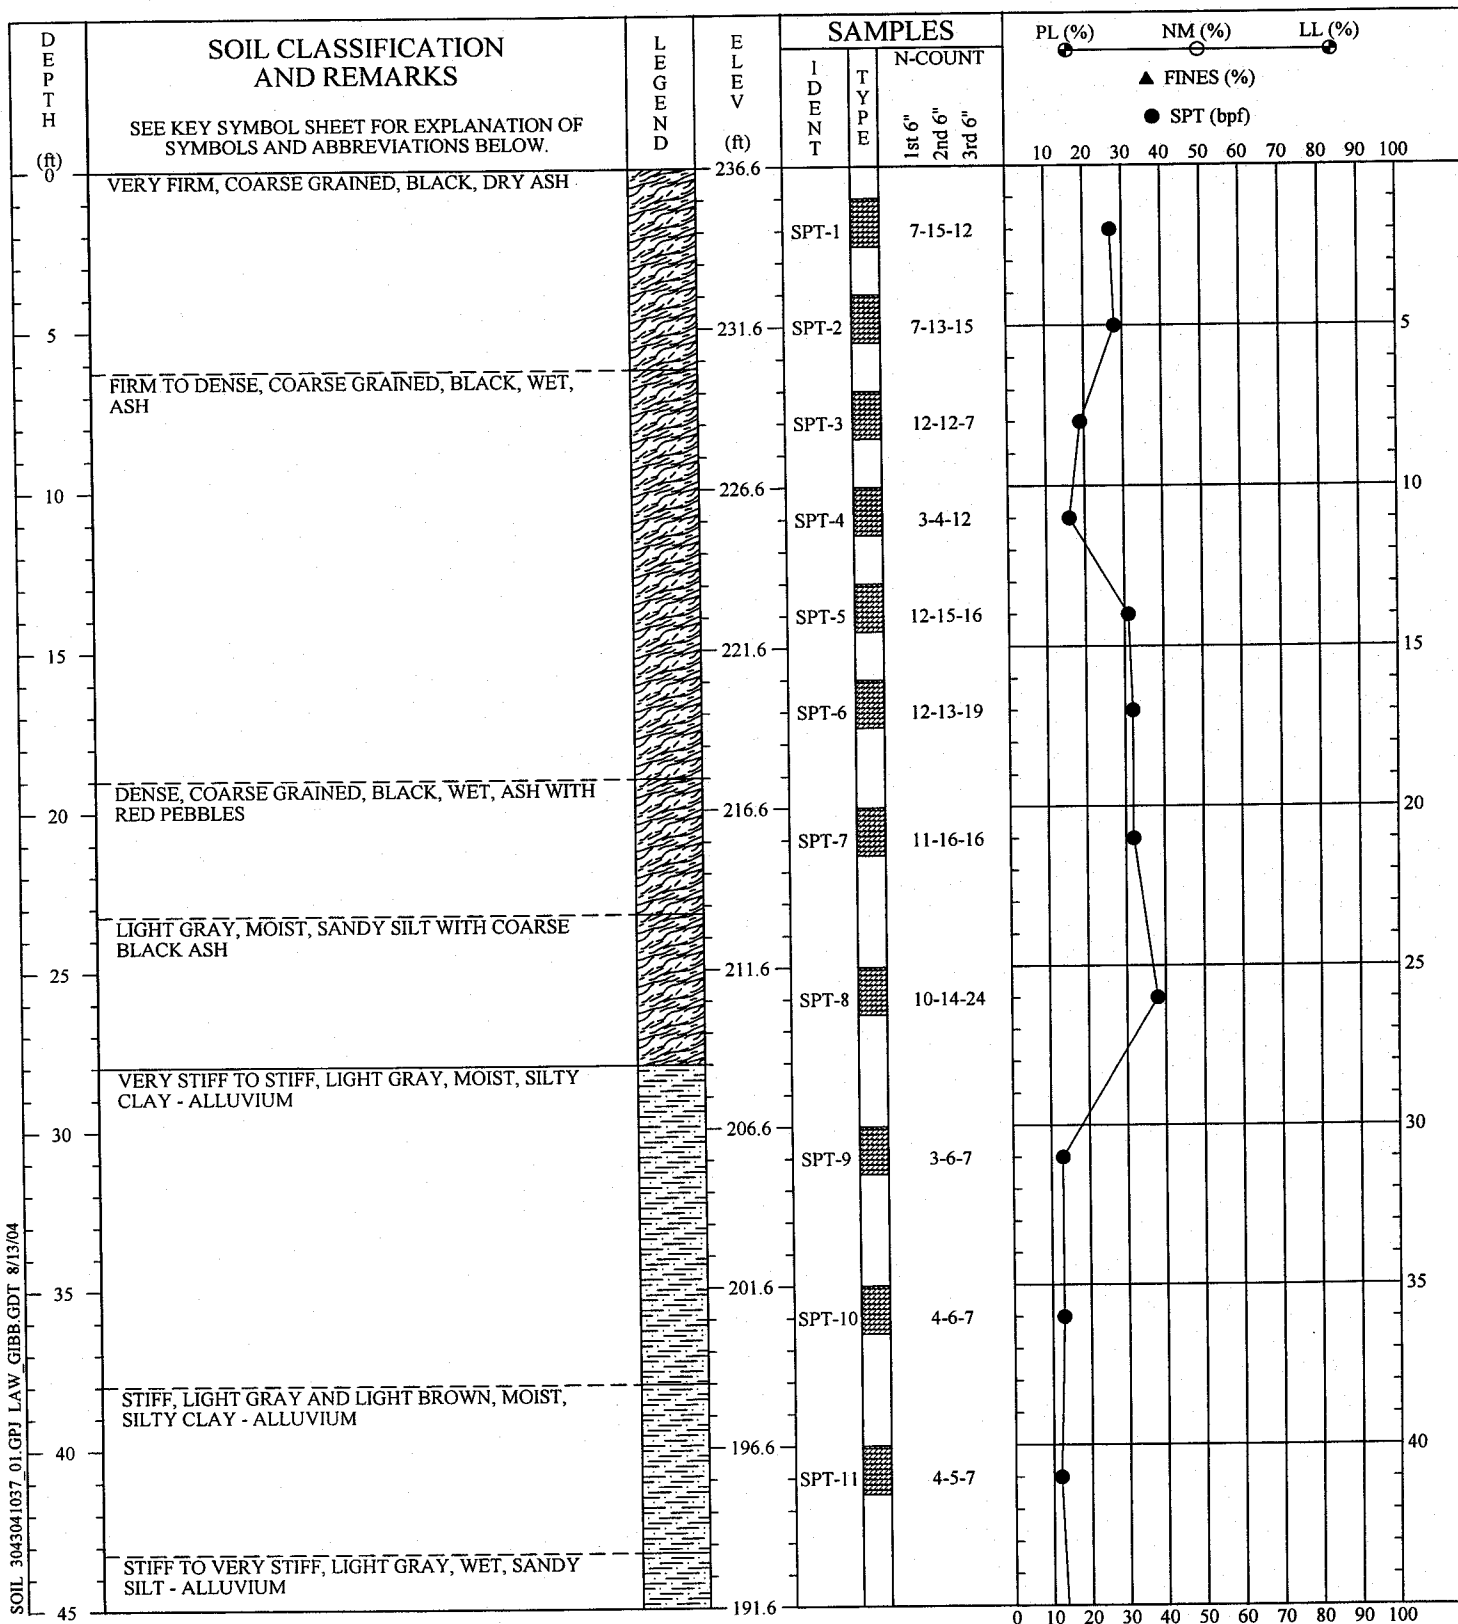 DEPTH (ft)
SOIL CLASSIFICATION
AND REMARKS
SEE KEY SYMBOL SHEET FOR EXPLANATION OF
SYMBOLS AND ABBREVIATIONS BELOW.
LEGEND
ELEV (ft)
SAMPLES
IDENT
TYPE
N-COUNT
1st 6"
2nd 6"
3rd 6"
PL (%) NM (%) LL (%)
▲ FINES (%)
● SPT (bpf)
10 20 30 40 50 60 70 80 90 100
0
VERY FIRM, COARSE GRAINED, BLACK, DRY ASH
236.6
SPT-1 7-15-12
5
231.6
SPT-2 7-13-15
5
FIRM TO DENSE, COARSE GRAINED, BLACK, WET,
ASH
SPT-3 12-12-7
10
226.6
10
SPT-4 3-4-12
SPT-5 12-15-16
15
221.6
15
SPT-6 12-13-19
DENSE, COARSE GRAINED, BLACK, WET, ASH WITH
RED PEBBLES
20
216.6
20
SPT-7 11-16-16
LIGHT GRAY, MOIST, SANDY SILT WITH COARSE
BLACK ASH
25
211.6
25
SPT-8 10-14-24
VERY STIFF TO STIFF, LIGHT GRAY, MOIST, SILTY
CLAY - ALLUVIUM
30
206.6
30
SPT-9 3-6-7
35
201.6
35
SPT-10 4-6-7
STIFF, LIGHT GRAY AND LIGHT BROWN, MOIST,
SILTY CLAY - ALLUVIUM
40
196.6
40
SPT-11 4-5-7
STIFF TO VERY STIFF, LIGHT GRAY, WET, SANDY
SILT - ALLUVIUM
45
191.6
0 10 20 30 40 50 60 70 80 90 100
SOIL 3043041037_01.GPJ LAW_GIBB.GDT 8/13/04